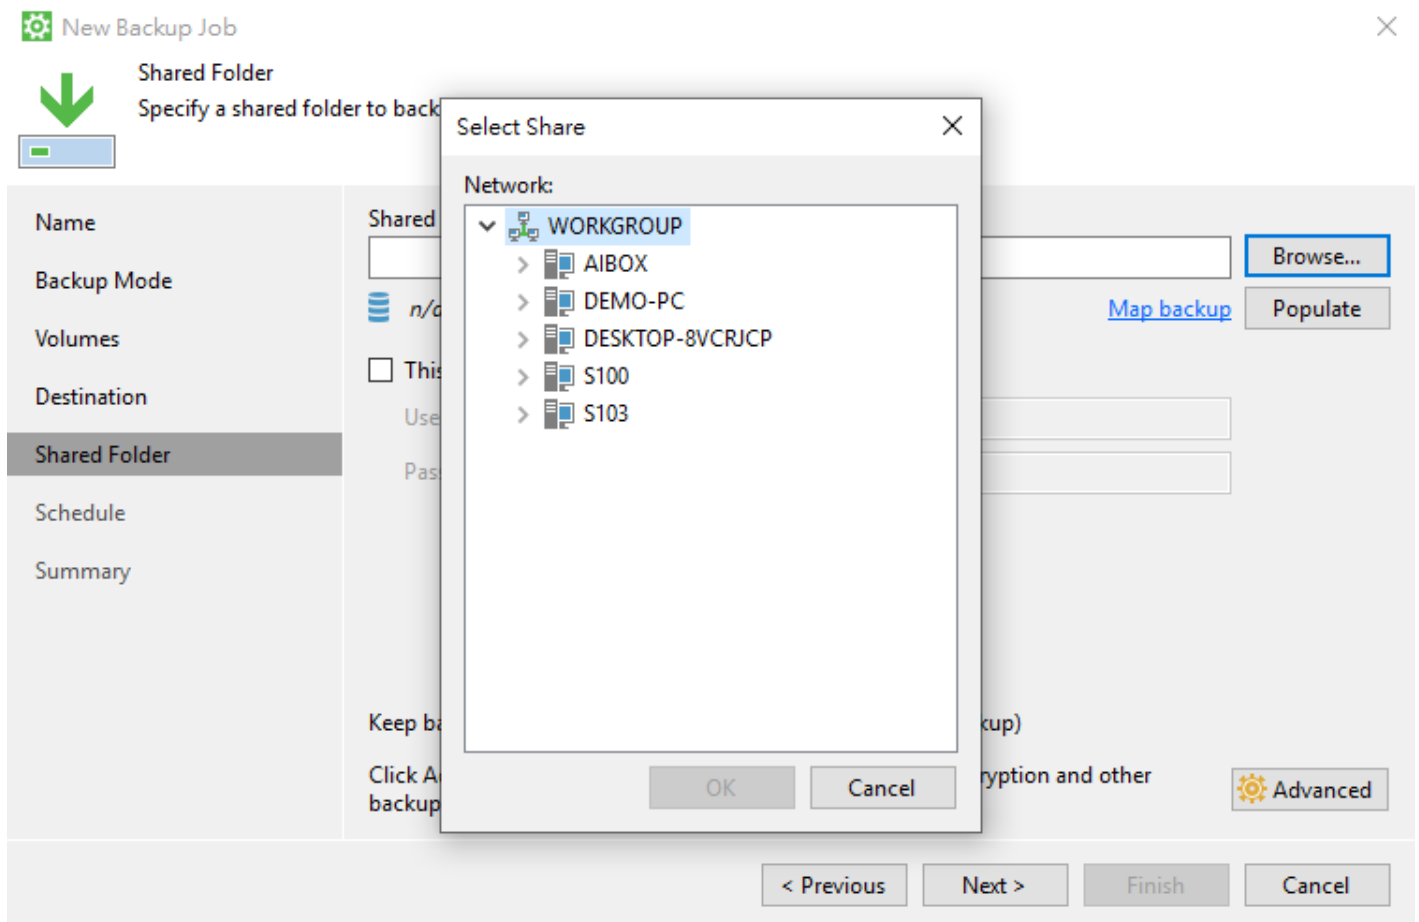 New Backup Job
Shared Folder
Specify a shared folder to back
Select Share
Network:
WORKGROUP
AIBOX
DEMO-PC
DESKTOP-8VCRJCP
S100
S103
OK
Cancel
Name
Backup Mode
Volumes
Destination
Shared Folder
Schedule
Summary
Shared
Browse...
n/a
Map backup
Populate
This
Use
Pas
Keep ba
kup)
Click A
ryption and other
backup
Advanced
< Previous
Next >
Finish
Cancel